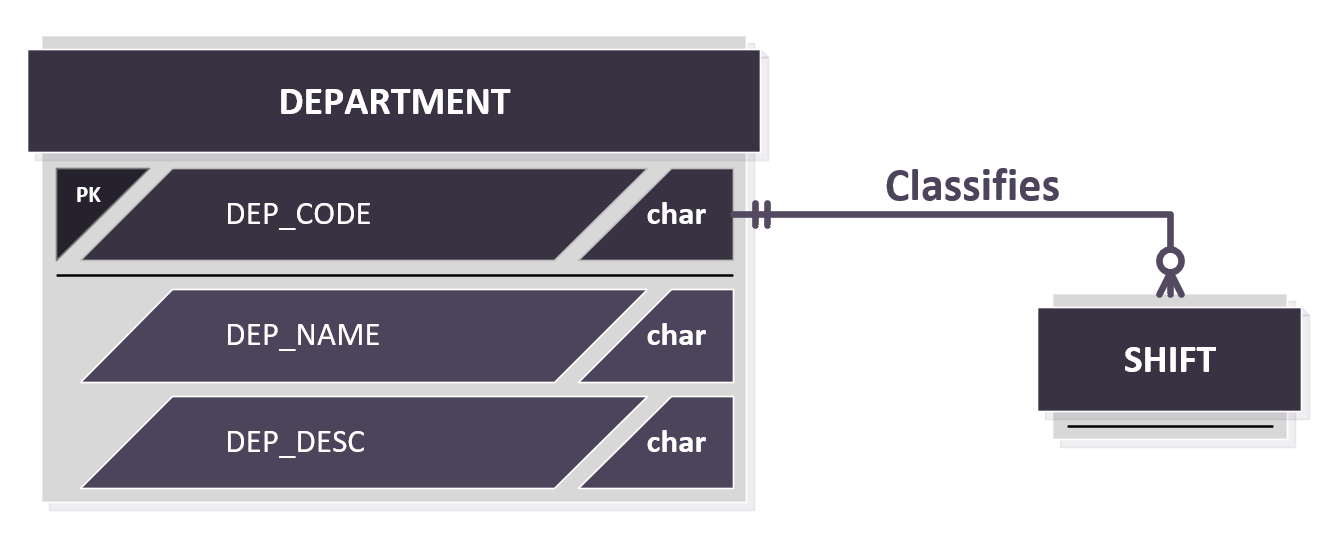 DEPARTMENT
PK
DEP_CODE
char
Classifies
DEP_NAME
char
DEP_DESC
char
SHIFT